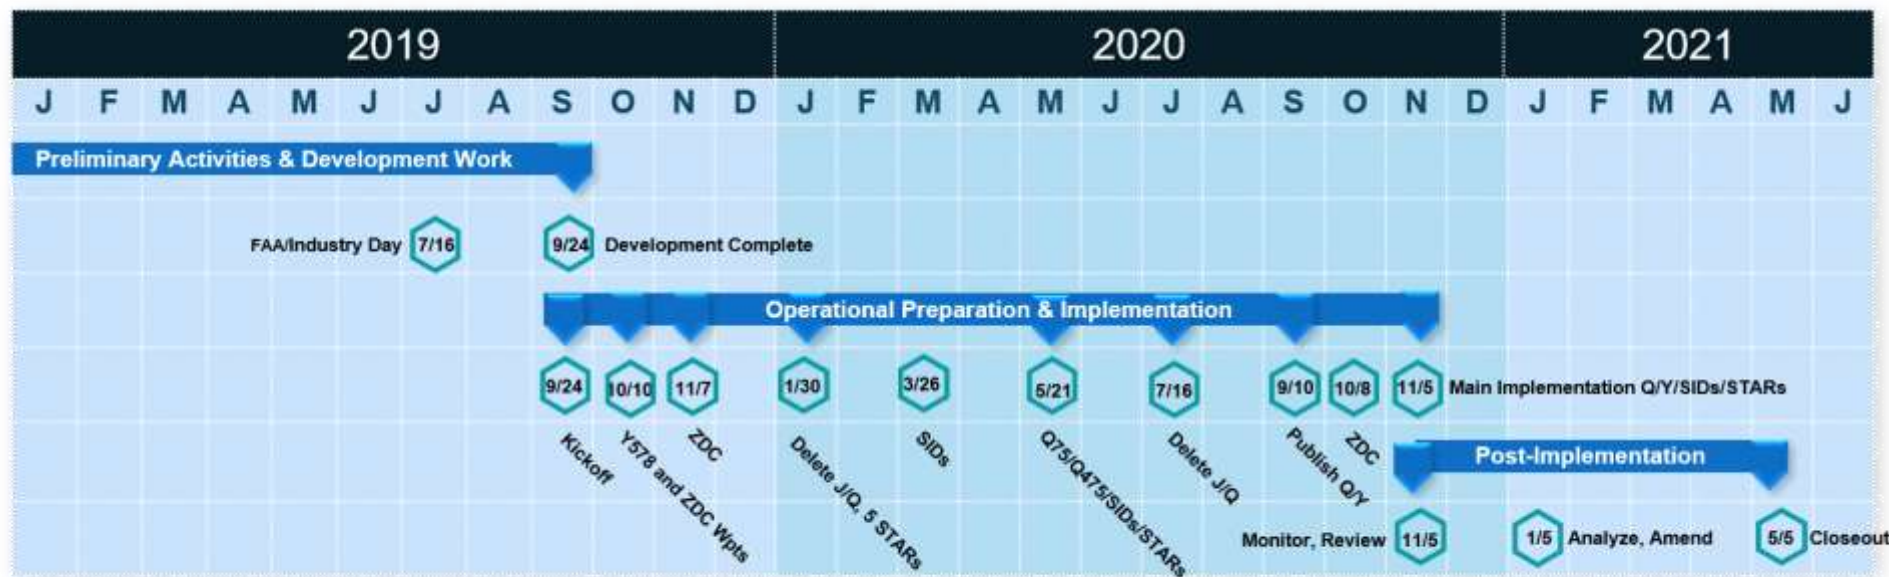 2019 2020 2021
J F M A M J J A S O N D J F M A M J J A S O N D J F M A M J
Preliminary Activities & Development Work
FAA/Industry Day 7/16 9/24 Development Complete
Operational Preparation & Implementation
9/24 10/10 11/7 1/30 3/26 5/21 7/16 9/10 10/8 11/5 Main Implementation Q/Y/SIDs/STARs
Kickoff
Y578 and ZDC Wpts
ZDC
Delete J/Q, 5 STARs
SIDs
Q75/Q475/SIDs/STARs
Delete J/Q
Publish Q/Y
ZDC
Post-Implementation
Monitor, Review 11/5 1/5 Analyze, Amend 5/5 Closeout